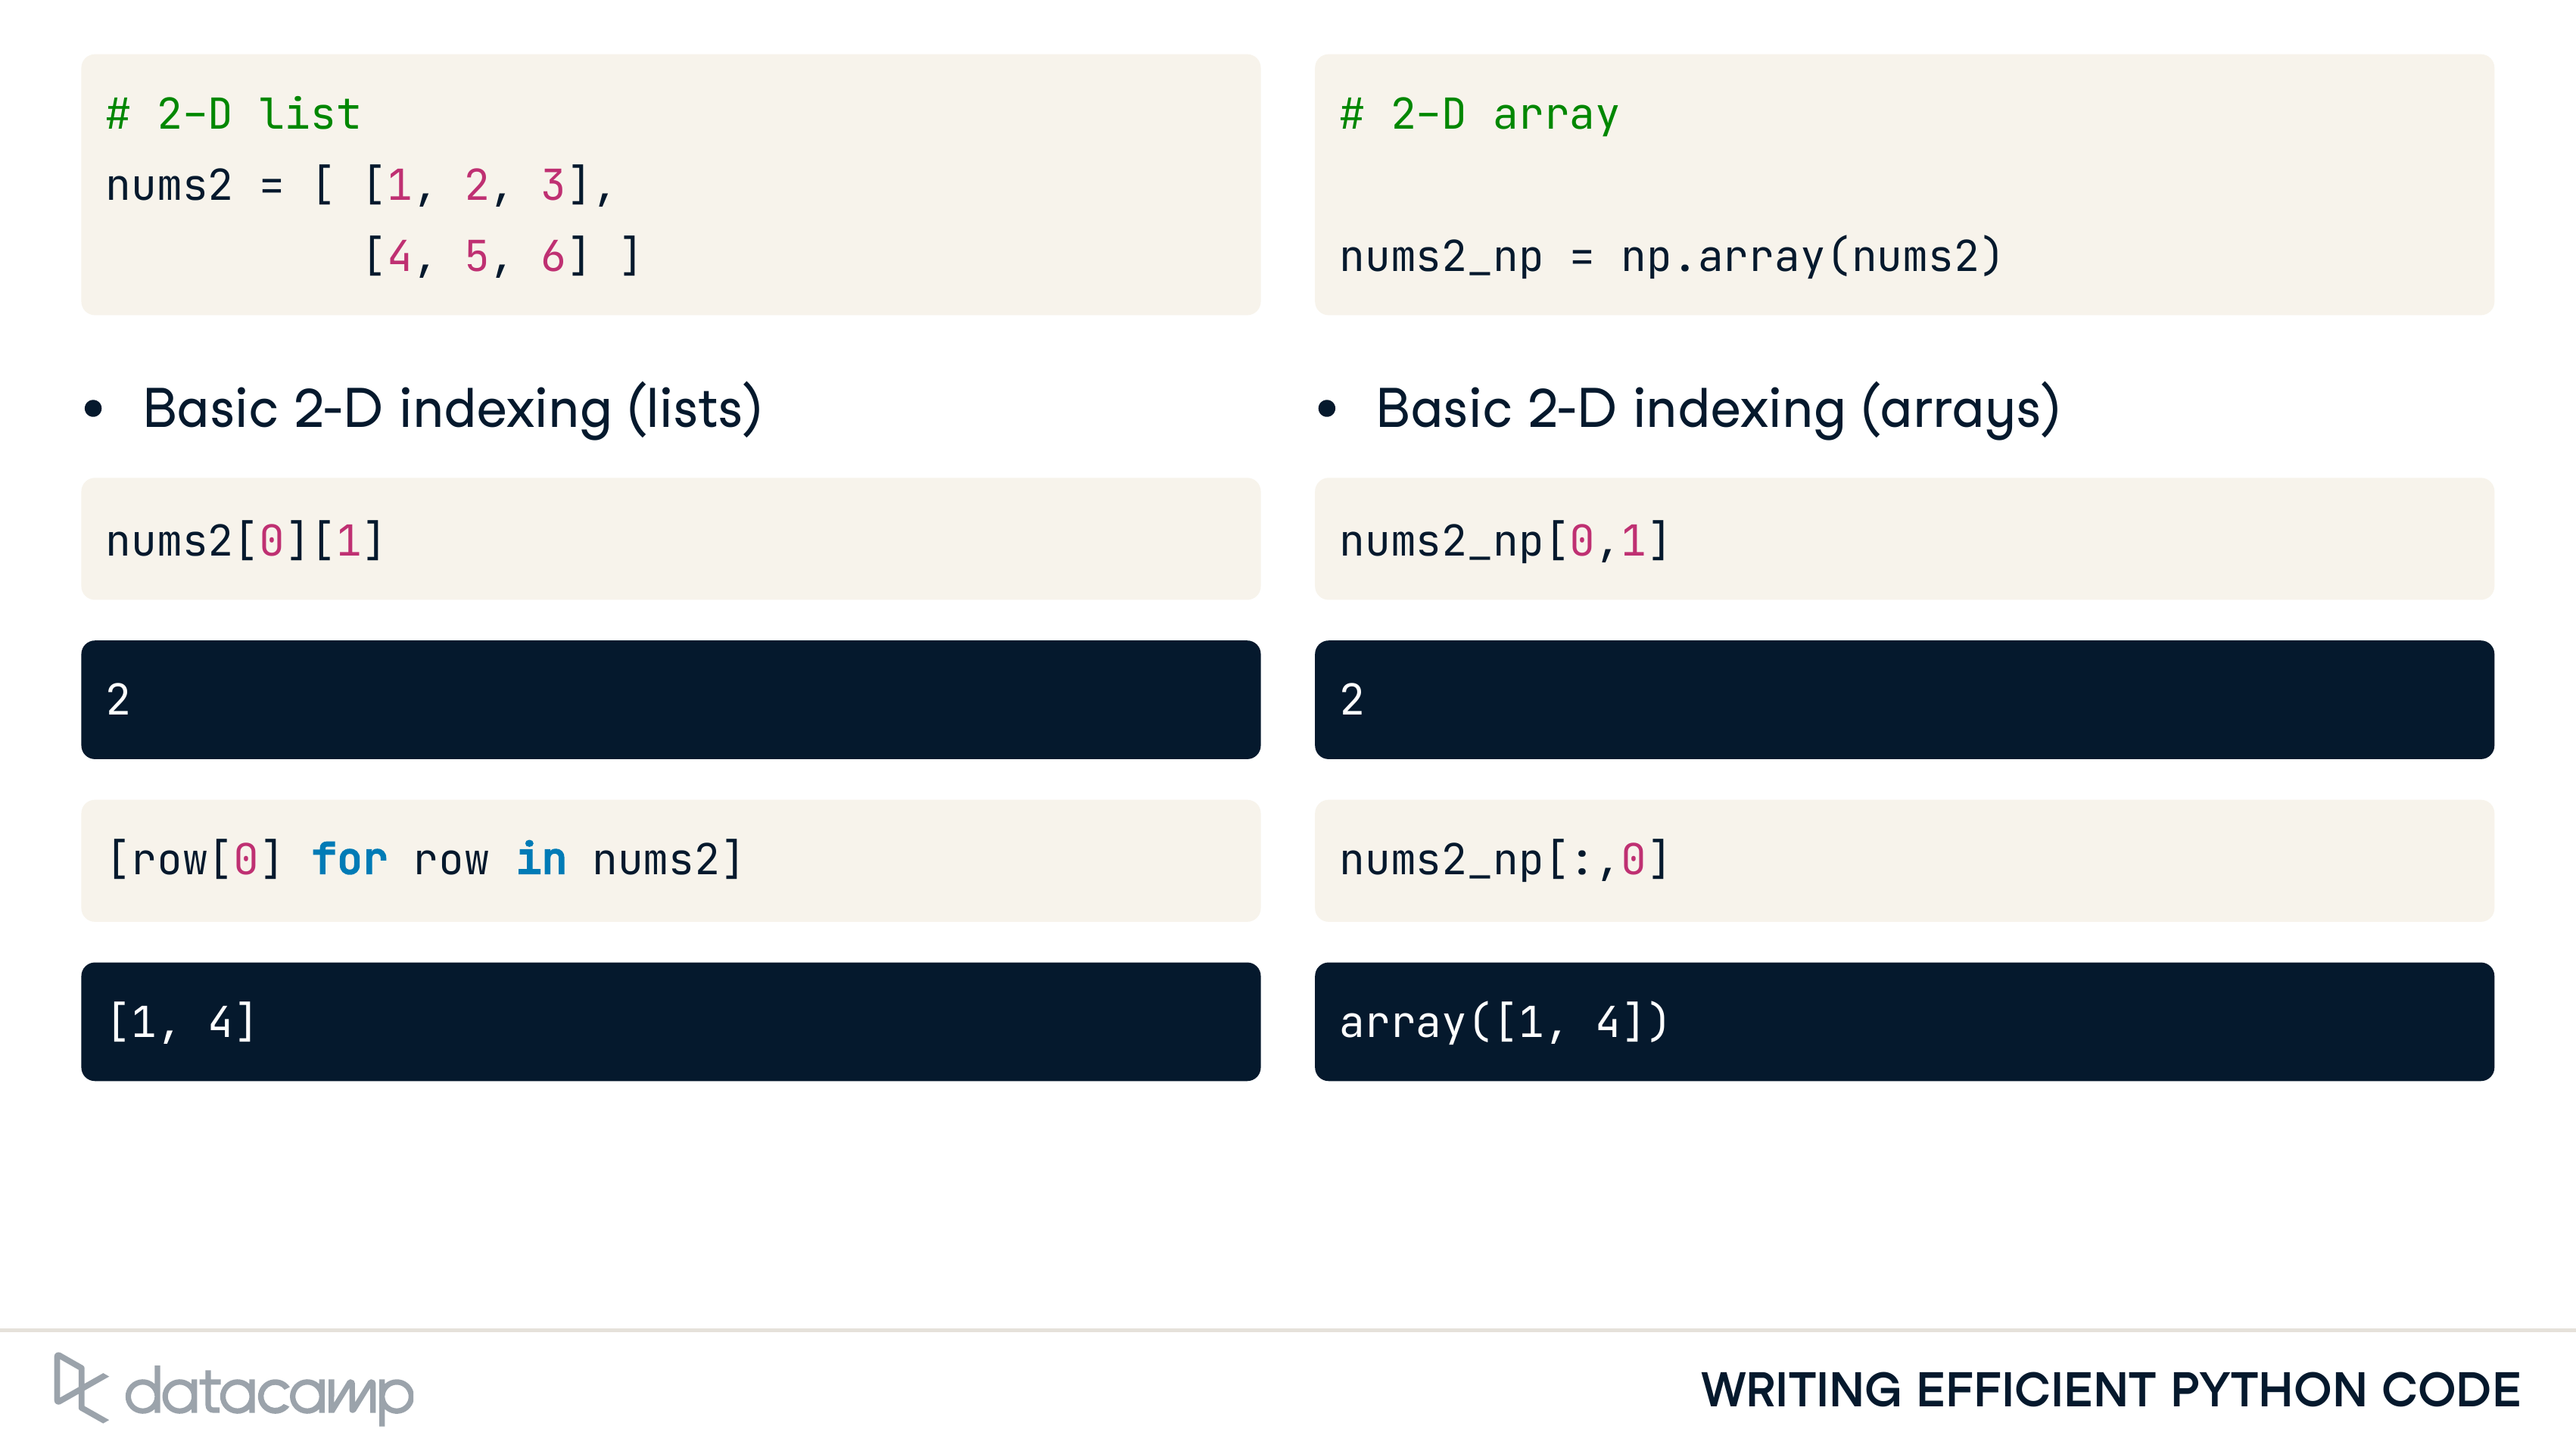 # 2-D list
nums2 = [ [1, 2, 3],
          [4, 5, 6] ]
• Basic 2-D indexing (lists)
nums2[0][1]
2
[row[0] for row in nums2]
[1, 4]
# 2-D array
nums2_np = np.array(nums2)
• Basic 2-D indexing (arrays)
nums2_np[0,1]
2
nums2_np[:,0]
array([1, 4])
datacamp
WRITING EFFICIENT PYTHON CODE